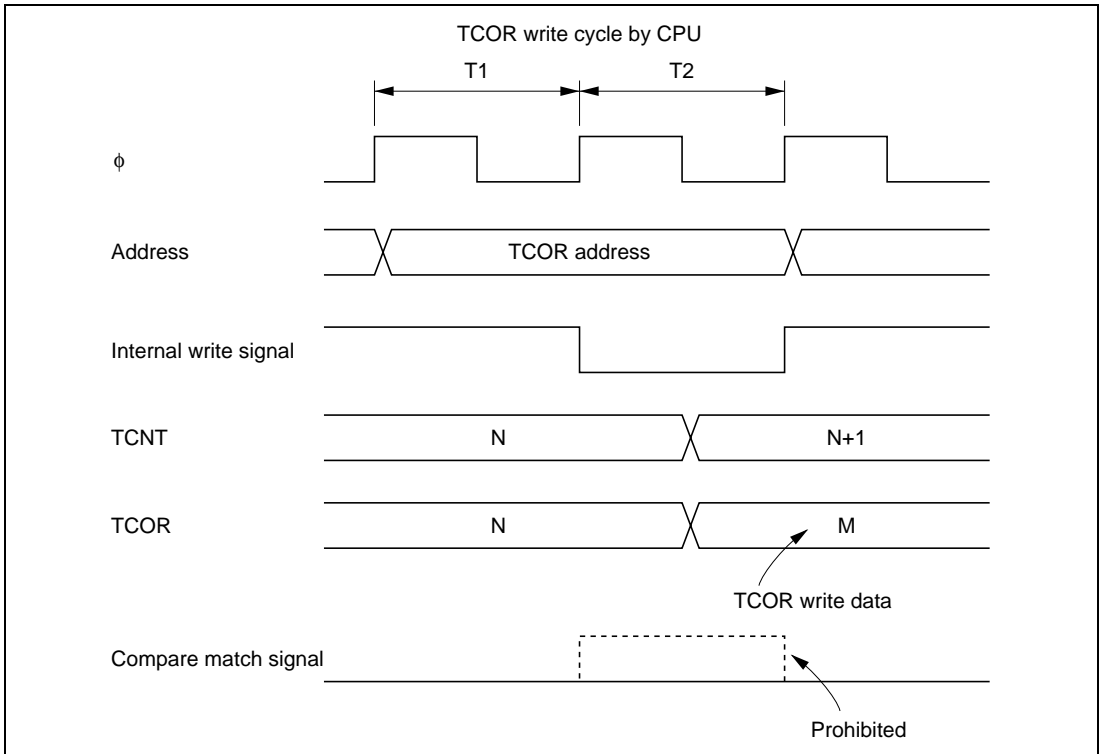 TCOR write cycle by CPU
T1 T2
ϕ
Address TCOR address
Internal write signal
TCNT N N+1
TCOR N M
TCOR write data
Compare match signal
Prohibited